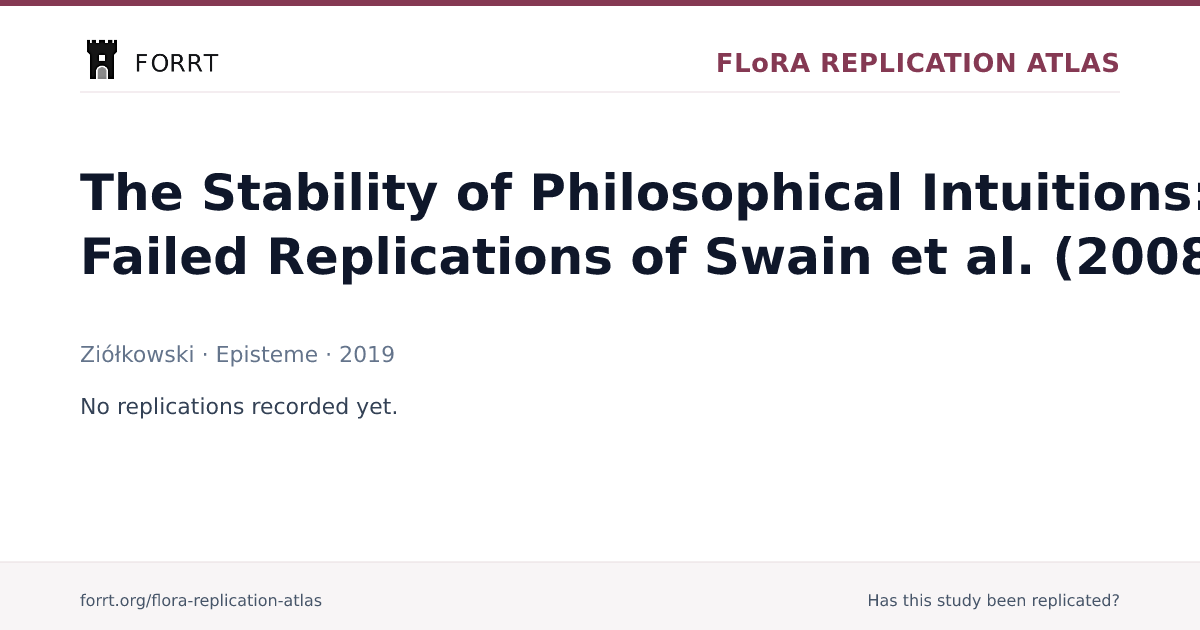 FORRT
FLoRA REPLICATION ATLAS
The Stability of Philosophical Intuitions:
Failed Replications of Swain et al. (2008
Ziółkowski · Episteme · 2019
No replications recorded yet.
forrt.org/flora-replication-atlas
Has this study been replicated?